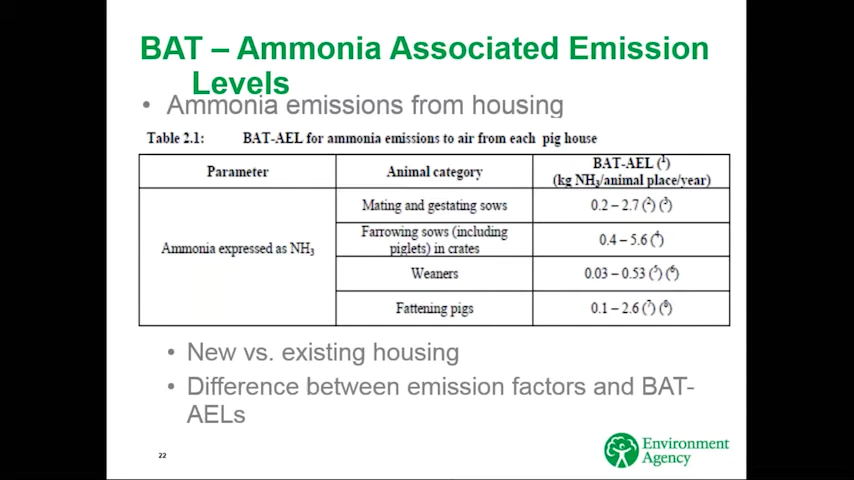 BAT – Ammonia Associated Emission
Levels
• Ammonia emissions from housing
Table 2.1: BAT-AEL for ammonia emissions to air from each pig house
Parameter
Animal category
BAT-AEL (¹)
(kg NH₃/animal place/year)
Ammonia expressed as NH₃
Mating and gestating sows
0.2 – 2.7 (²) (³)
Farrowing sows (including
piglets) in crates
0.4 – 5.6 (⁴)
Weaners
0.03 – 0.53 (⁵) (⁶)
Fattening pigs
0.1 – 2.6 (⁷) (⁸)
• New vs. existing housing
• Difference between emission factors and BAT-
AELs
22
Environment
Agency